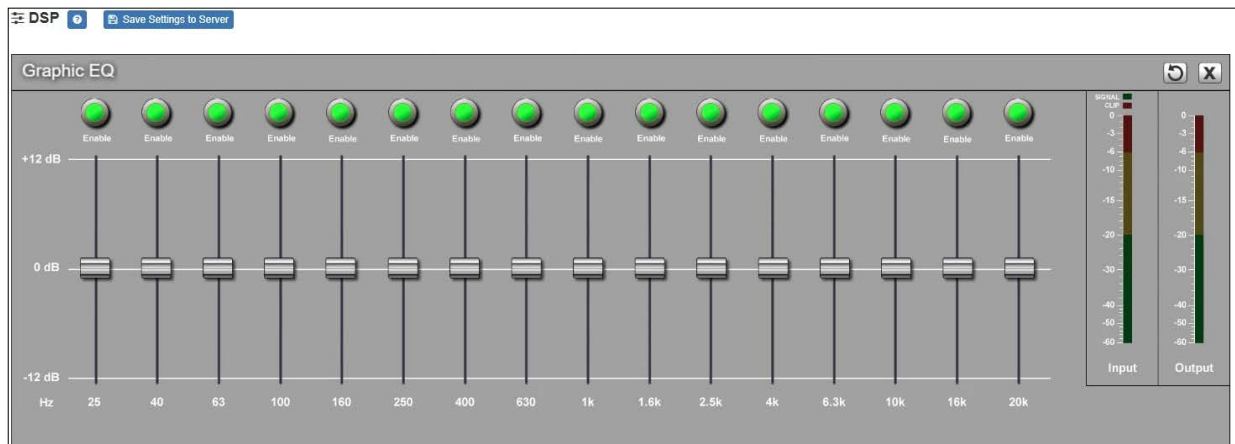 DSP ? Save Settings to Server
Graphic EQ X
SIGNAL
CLIP
Enable Enable Enable Enable Enable Enable Enable Enable Enable Enable Enable Enable Enable Enable Enable Enable
+12 dB
0 dB
-12 dB
Hz 25 40 63 100 160 250 400 630 1k 1.6k 2.5k 4k 6.3k 10k 16k 20k
0
-3
-6
-10
-15
-20
-30
-40
-50
-60
Input
0
-3
-6
-10
-15
-20
-30
-40
-50
-60
Output